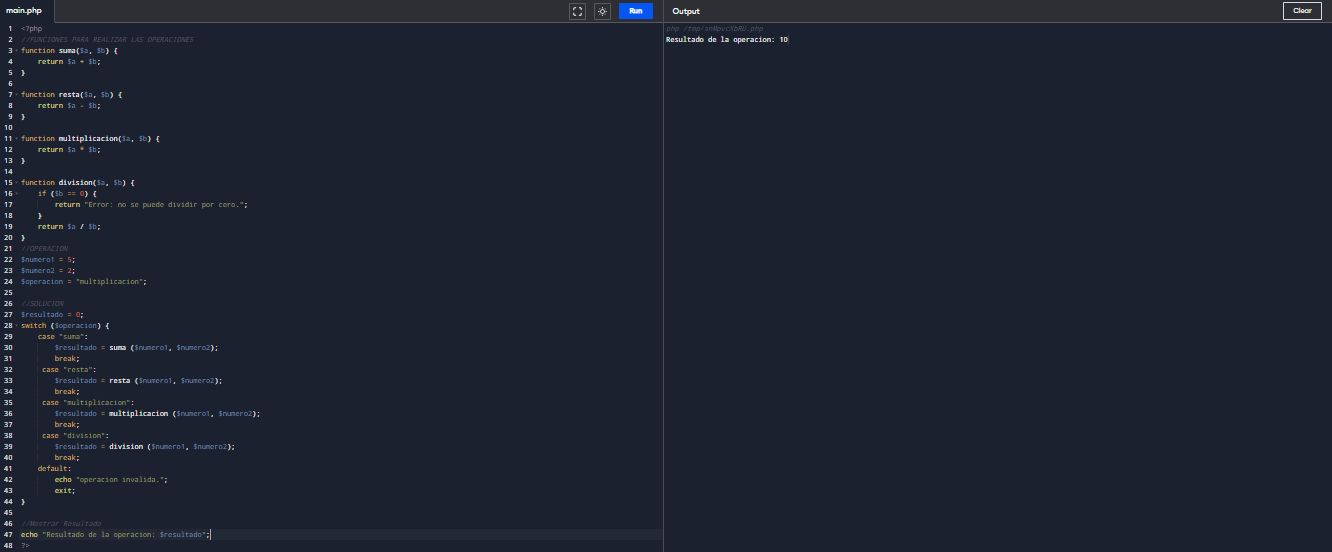 main.php
Run
Output
Clear
1 <?php
2 //FUNCIONES PARA REALIZAR LAS OPERACIONES
3 function suma($a, $b) {
4     return $a + $b;
5 }
6
7 function resta($a, $b) {
8     return $a - $b;
9 }
10
11 function multiplicacion($a, $b) {
12     return $a * $b;
13 }
14
15 function division($a, $b) {
16     if ($b == 0) {
17         return "Error: no se puede dividir por cero.";
18     }
19     return $a / $b;
20 }
21 //OPERACION
22 $numero1 = 5;
23 $numero2 = 2;
24 $operacion = "multiplicacion";
25
26 //SOLUCION
27 $resultado = 0;
28 switch ($operacion) {
29     case "suma":
30         $resultado = suma ($numero1, $numero2);
31         break;
32      case "resta":
33         $resultado = resta ($numero1, $numero2);
34         break;
35      case "multiplicacion":
36         $resultado = multiplicacion ($numero1, $numero2);
37         break;
38      case "division":
39         $resultado = division ($numero1, $numero2);
40         break;
41     default:
42         echo "operacion invalida.";
43         exit;
44 }
45
46 //Mostrar Resultado
47 echo "Resultado de la operacion: $resultado";
48 ?>
php
Resultado de la operacion: 10